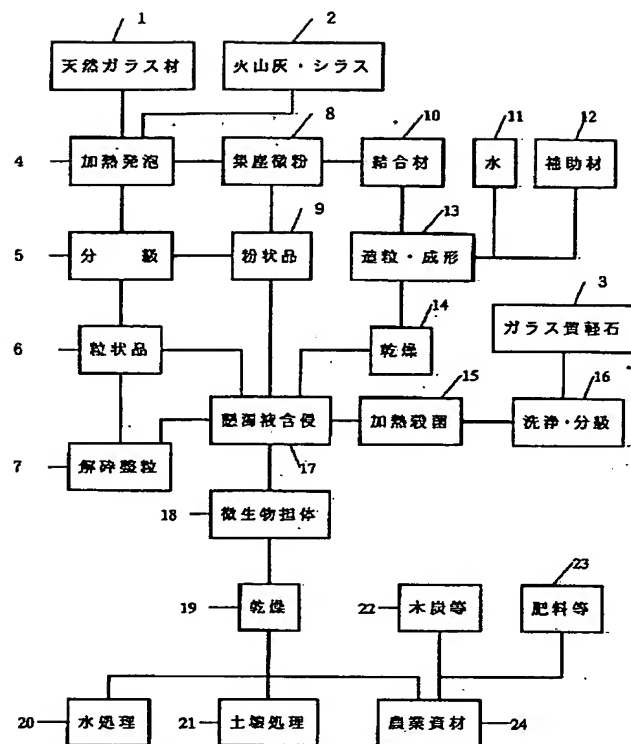 1
2
天然ガラス材
火山灰・シラス
8
10
11
12
4
加熱発泡
集塵微粉
結合材
水
補助材
9
13
5
分級
粉状品
造粒・成形
3
14
ガラス質軽石
6
粒状品
乾燥
15
16
懸濁液含侵
加熱殺菌
洗浄・分級
7
解砕整粒
17
18
微生物担体
23
19
乾燥
22
木炭等
肥料等
20
水処理
21
土壌処理
農業資材
24